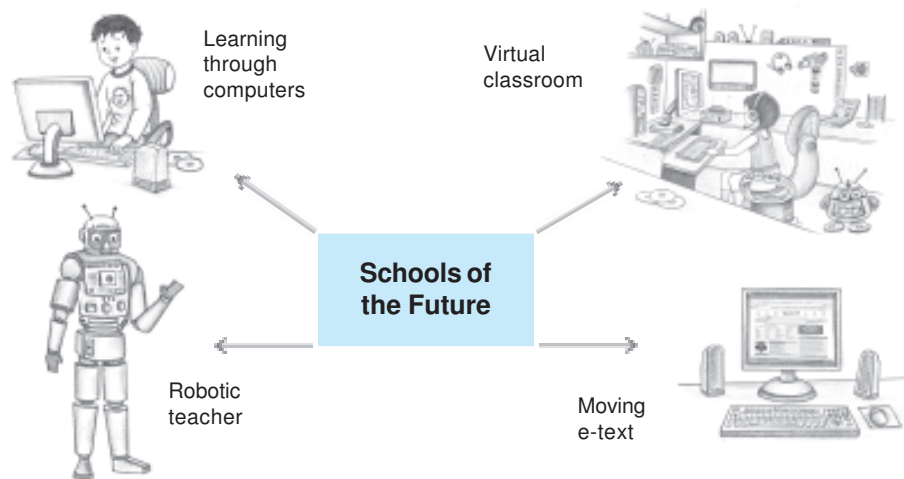 Learning
through
computers
Virtual
classroom
Schools of
the Future
Robotic
teacher
Moving
e-text